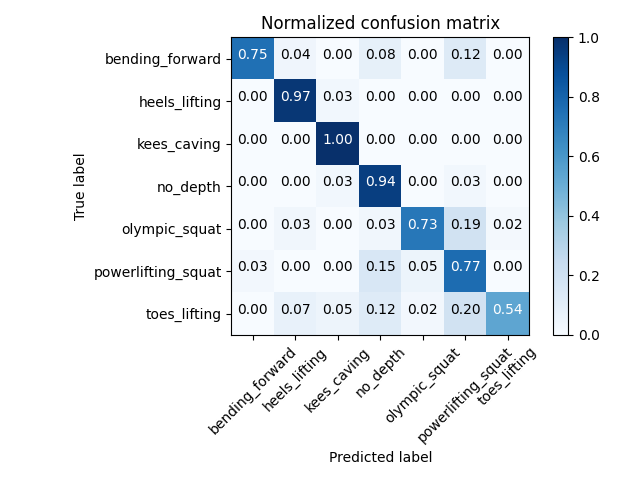 Normalized confusion matrix
True label
bending_forward 0.75 0.04 0.00 0.08 0.00 0.12 0.00
heels_lifting 0.00 0.97 0.03 0.00 0.00 0.00 0.00
kees_caving 0.00 0.00 1.00 0.00 0.00 0.00 0.00
no_depth 0.00 0.00 0.03 0.94 0.00 0.03 0.00
olympic_squat 0.00 0.03 0.00 0.03 0.73 0.19 0.02
powerlifting_squat 0.03 0.00 0.00 0.15 0.05 0.77 0.00
toes_lifting 0.00 0.07 0.05 0.12 0.02 0.20 0.54
bending_forward
heels_lifting
kees_caving
no_depth
olympic_squat
powerlifting_squat
toes_lifting
Predicted label
1.0
0.8
0.6
0.4
0.2
0.0